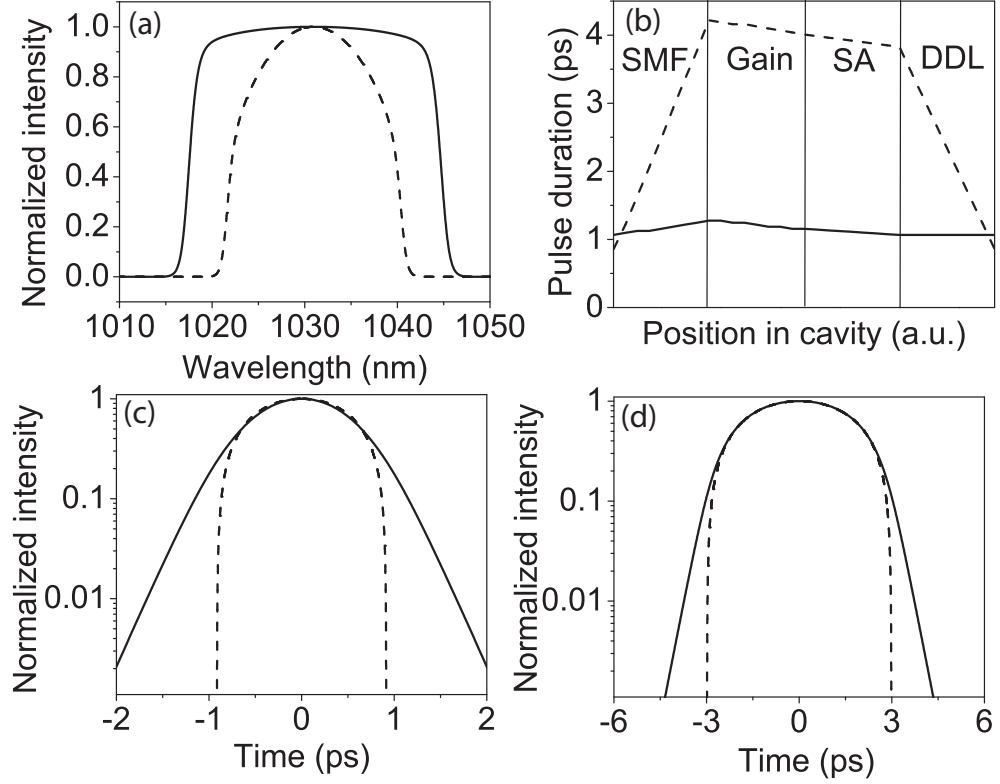 (a)
Normalized intensity
1.0
0.8
0.6
0.4
0.2
0.0
1010 1020 1030 1040 1050
Wavelength (nm)
(b)
Pulse duration (ps)
4
3
2
1
0
SMF Gain SA DDL
Position in cavity (a.u.)
(c)
Normalized intensity
1
0.1
0.01
-2 -1 0 1 2
Time (ps)
(d)
Normalized intensity
1
0.1
0.01
-6 -3 0 3 6
Time (ps)